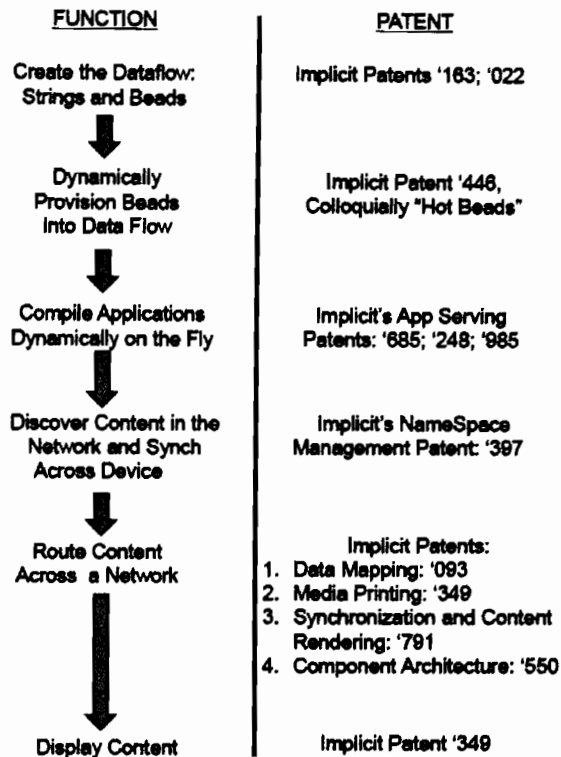 FUNCTION
PATENT
Create the Dataflow:
Strings and Beads
Implicit Patents '163; '022
Dynamically
Provision Beads
Into Data Flow
Implicit Patent '446,
Colloquially "Hot Beads"
Compile Applications
Dynamically on the Fly
Implicit's App Serving
Patents: '685; '248; '985
Discover Content in the
Network and Synch
Across Device
Implicit's NameSpace
Management Patent: '397
Route Content
Across a Network
Implicit Patents:
1. Data Mapping: '093
2. Media Printing: '349
3. Synchronization and Content
Rendering: '791
4. Component Architecture: '550
Display Content
Implicit Patent '349